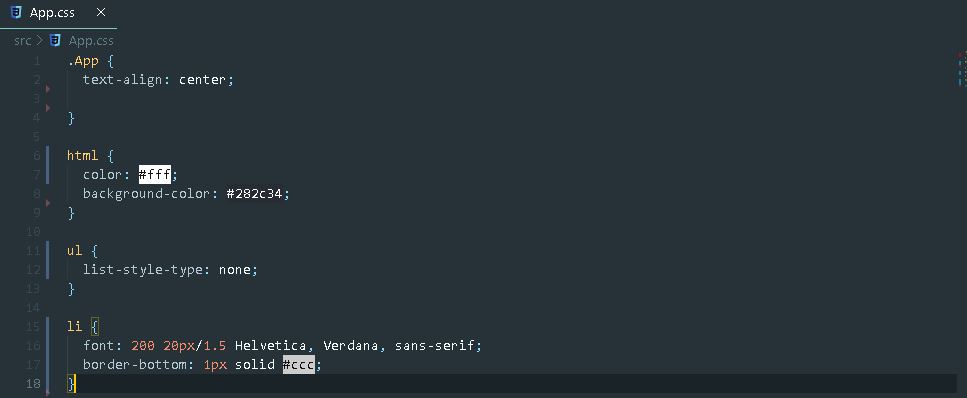 App.css ×
src > App.css
1 .App {
2 text-align: center;
3
4 }
5
6 html {
7 color: #fff;
8 background-color: #282c34;
9 }
10
11 ul {
12 list-style-type: none;
13 }
14
15 li {
16 font: 200 20px/1.5 Helvetica, Verdana, sans-serif;
17 border-bottom: 1px solid #ccc;
18 }